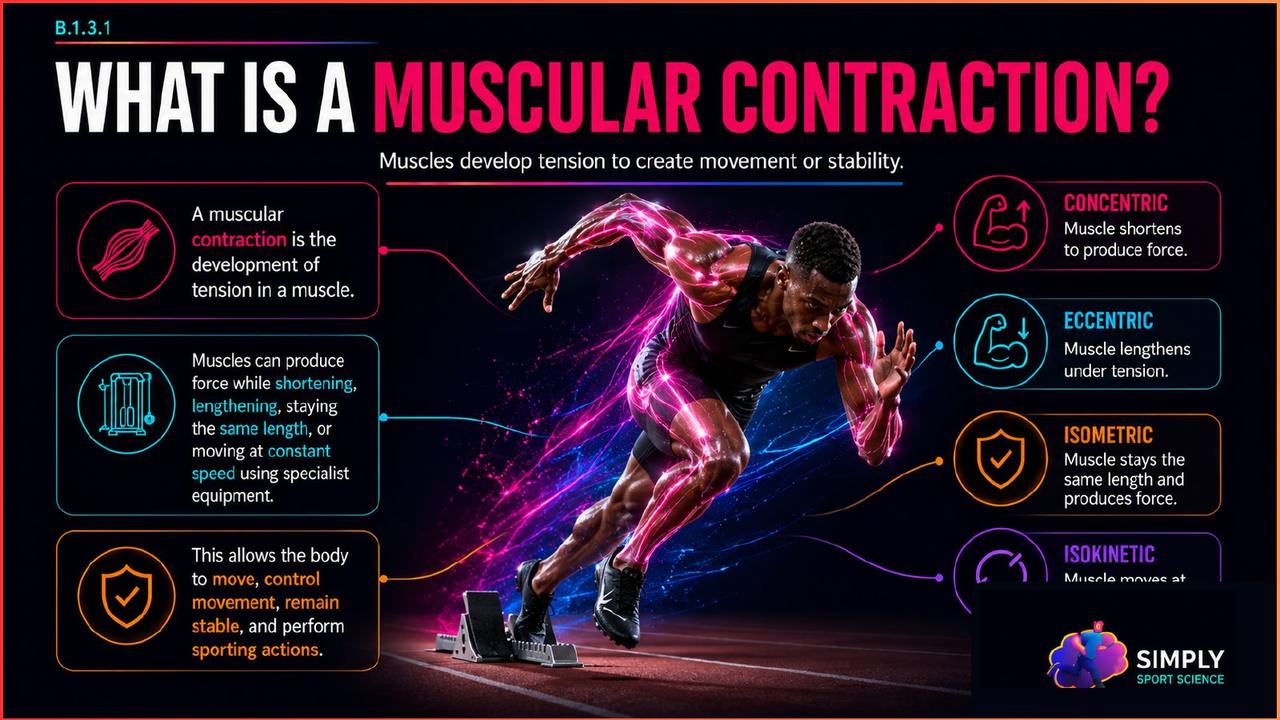 B.1.3.1
WHAT IS A MUSCULAR CONTRACTION?
Muscles develop tension to create movement or stability.
A muscular
contraction is the
development of
tension in a muscle.
Muscles can produce
force while shortening,
lengthening, staying
the same length, or
moving at constant
speed using specialist
equipment.
This allows the body
to move, control
movement, remain
stable, and perform
sporting actions.
CONCENTRIC
Muscle shortens
to produce force.
ECCENTRIC
Muscle lengthens
under tension.
ISOMETRIC
Muscle stays the
same length and
produces force.
ISOKINETIC
Muscle moves at
SIMPLY
SPORT SCIENCE